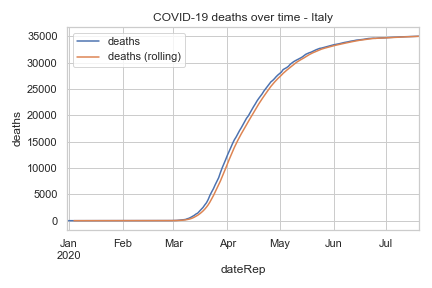 COVID-19 deaths over time - Italy
deaths
deaths (rolling)
35000
30000
25000
20000
15000
10000
5000
0
deaths
Jan Feb Mar Apr May Jun Jul
2020
dateRep